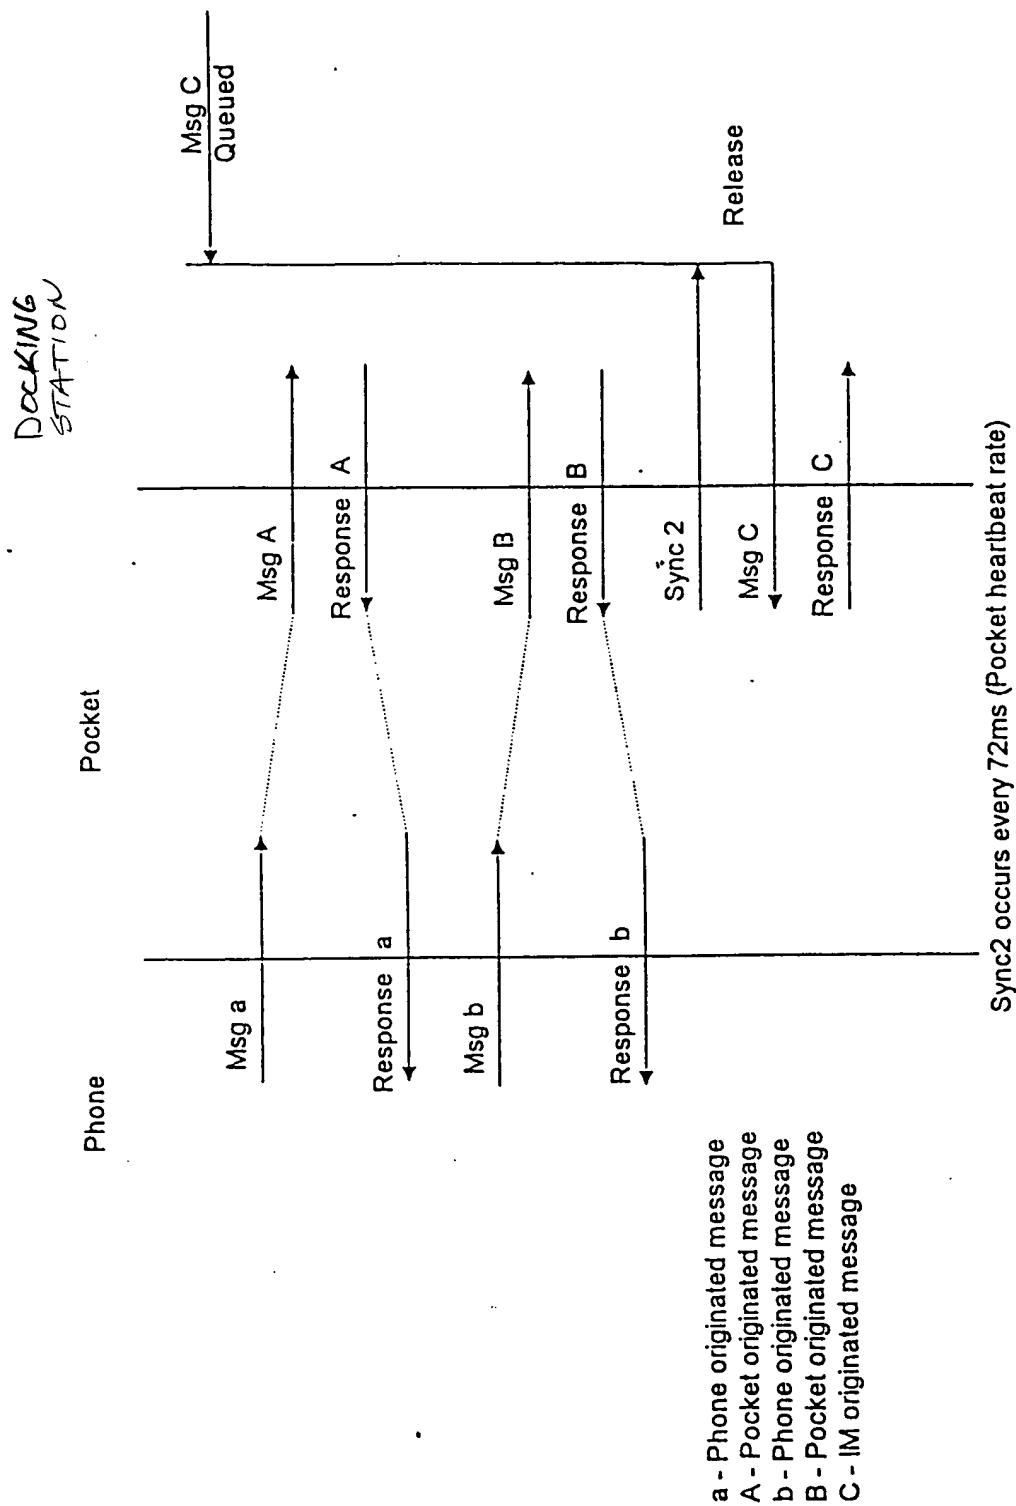 DOCKING
STATION
Phone
Pocket
Msg C
Queued
Msg a
Msg A
Response A
Response a
Msg b
Msg B
Response B
Response b
Sync 2
Release
Msg C
Response C
a - Phone originated message
A - Pocket originated message
b - Phone originated message
B - Pocket originated message
C - IM originated message
Sync2 occurs every 72ms (Pocket heartbeat rate)